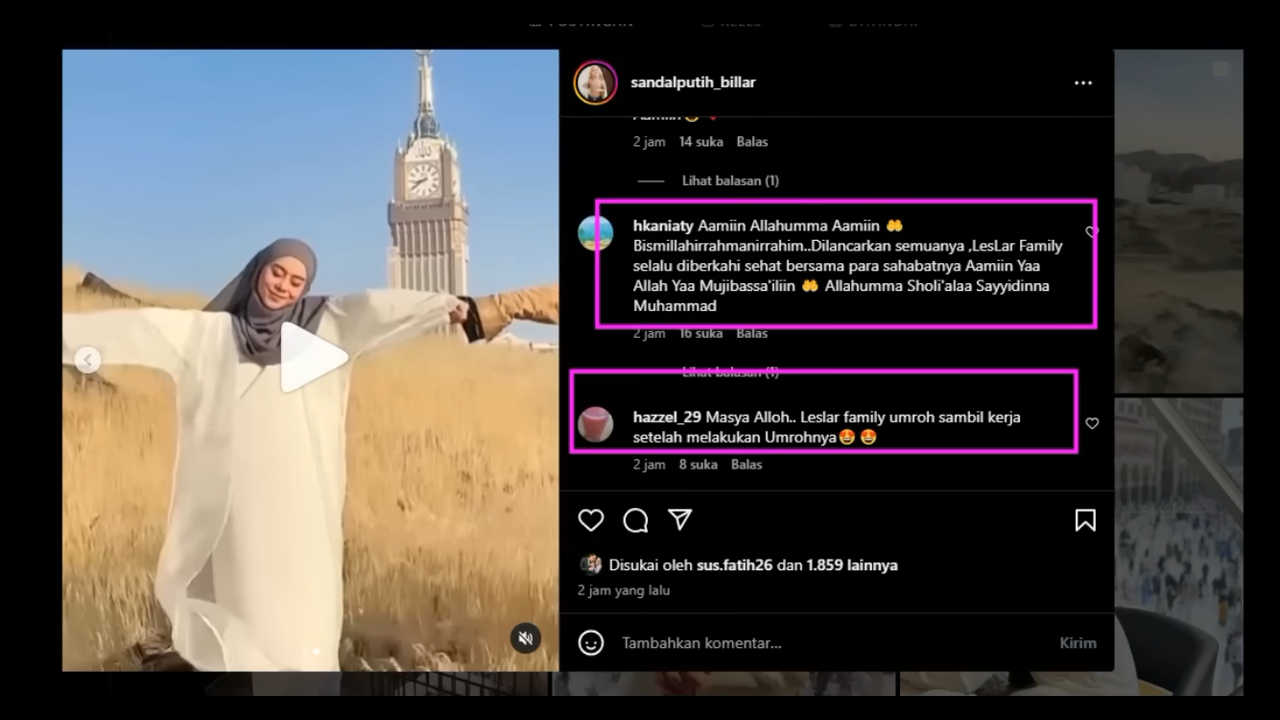 sandalputih_billar
2 jam 14 suka Balas
Lihat balasan (1)
hkaniaty Aamiin Allahumma Aamiin 🤲
Bismillahirrahmanirrahim..Dilancarkan semuanya ,LesLar Family
selalu diberkahi sehat bersama para sahabatnya Aamiin Yaa
Allah Yaa Mujibassa'iliin 🤲 Allahumma Sholi'alaa Sayyidinna
Muhammad
2 jam 16 suka Balas
Lihat balasan (1)
hazzel_29 Masya Alloh.. Leslar family umroh sambil kerja
setelah melakukan Umrohnya🤩 🤩
2 jam 8 suka Balas
Disukai oleh sus.fatih26 dan 1.859 lainnya
2 jam yang lalu
Tambahkan komentar... Kirim